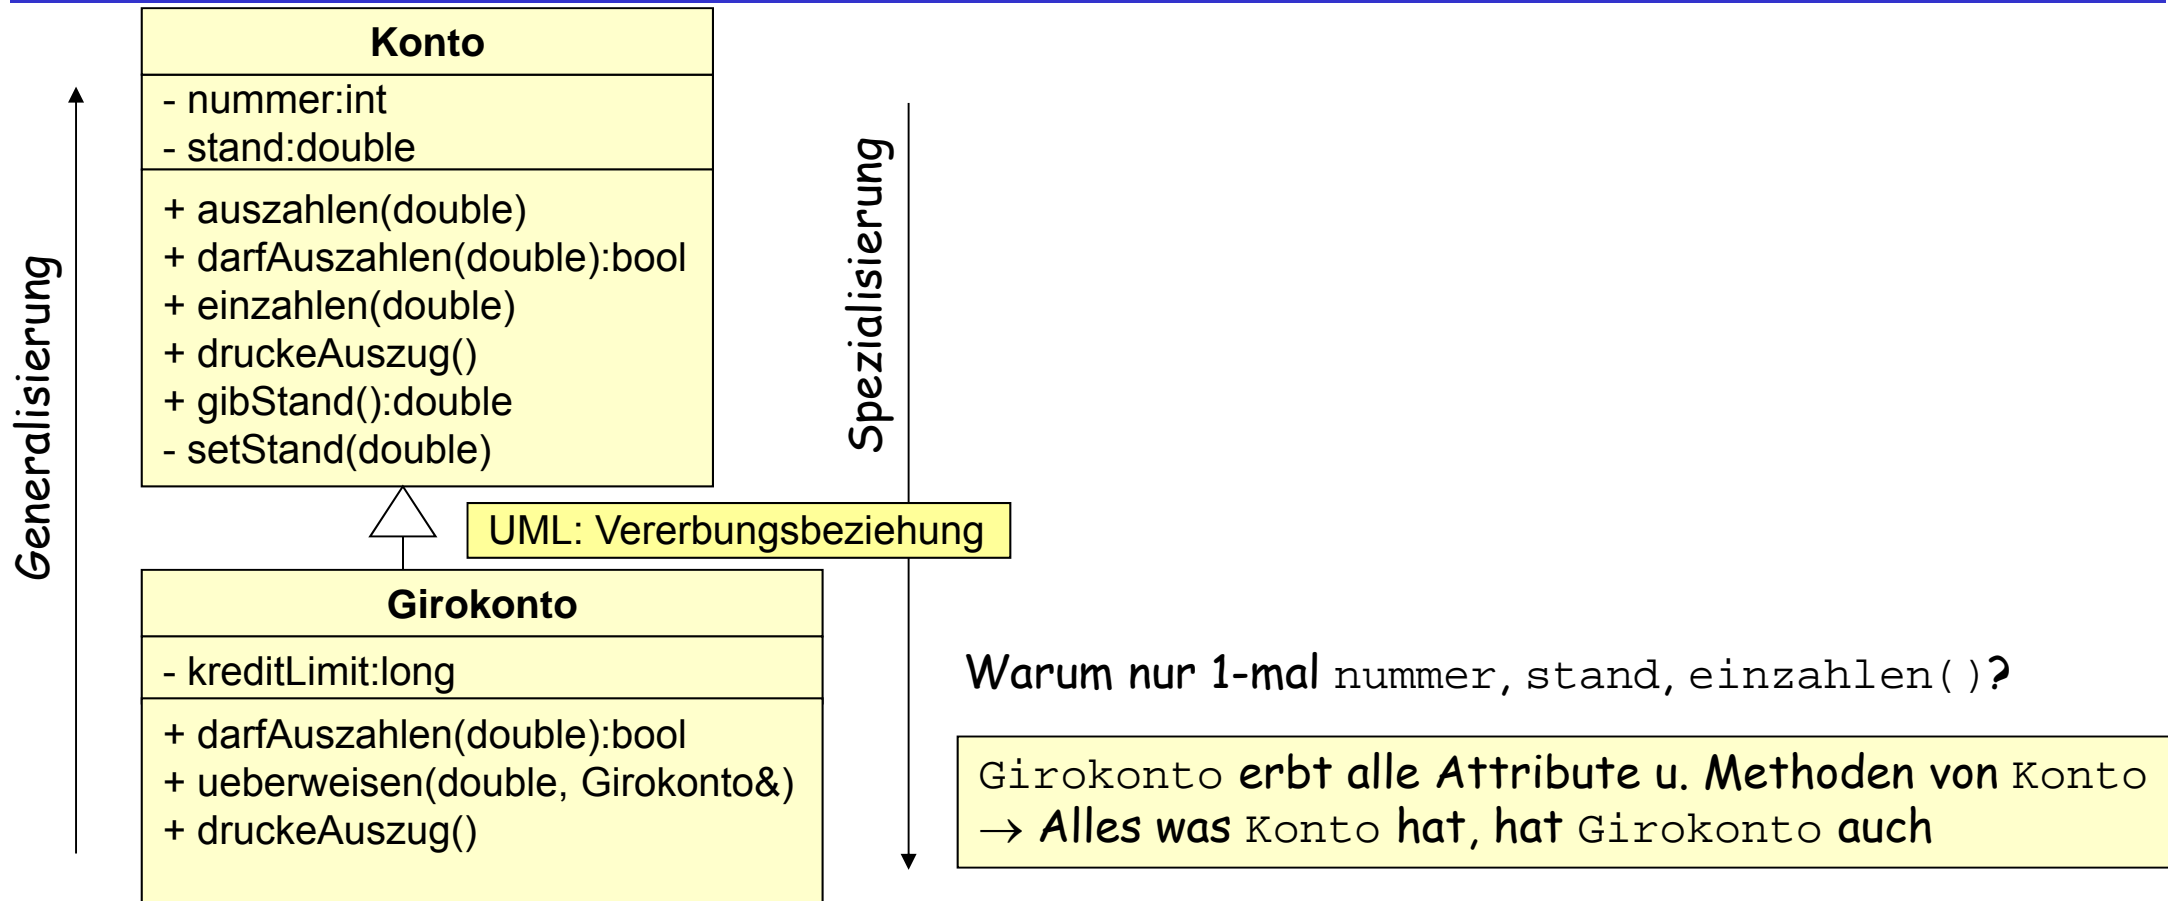 Konto
- nummer:int
- stand:double
+ auszahlen(double)
+ darfAuszahlen(double):bool
+ einzahlen(double)
+ druckeAuszug()
+ gibStand():double
- setStand(double)
Generalisierung
Spezialisierung
UML: Vererbungsbeziehung
Girokonto
- kreditLimit:long
+ darfAuszahlen(double):bool
+ ueberweisen(double, Girokonto&)
+ druckeAuszug()
Warum nur 1-mal nummer, stand, einzahlen()?
Girokonto erbt alle Attribute u. Methoden von Konto
→ Alles was Konto hat, hat Girokonto auch